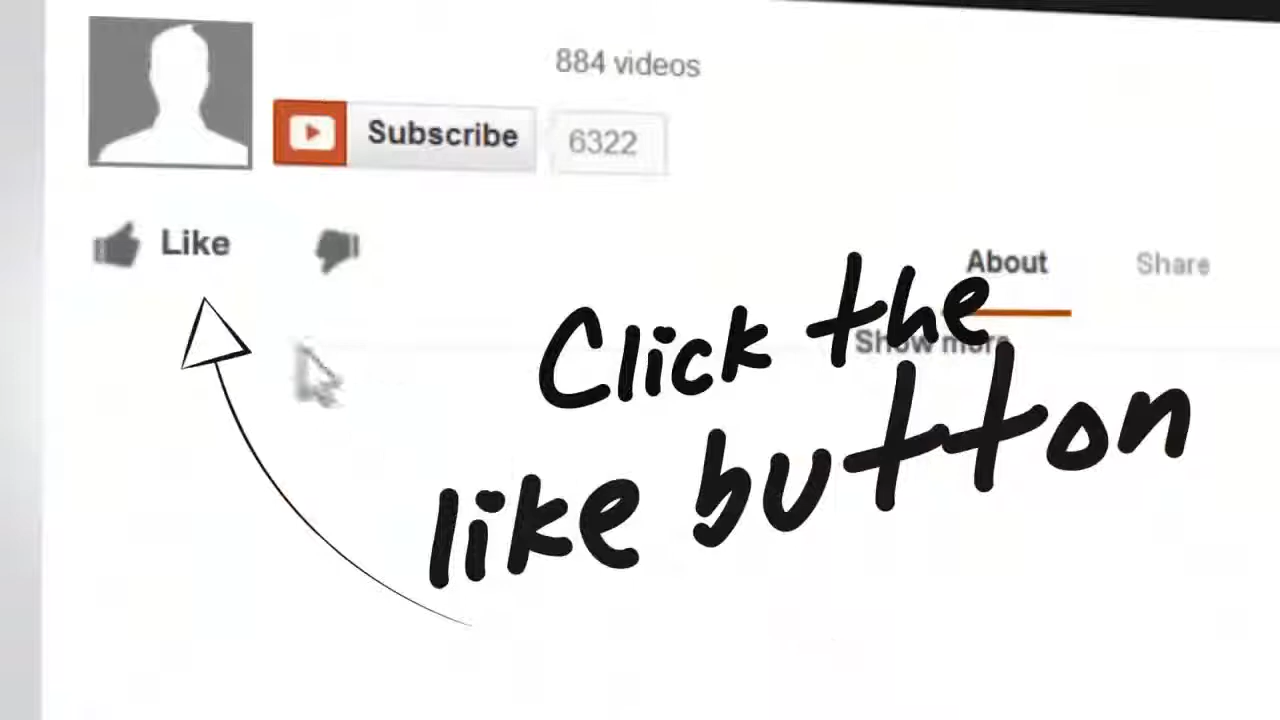 884 videos
Subscribe 6322
Like
About Share
Show more
Click the
like button